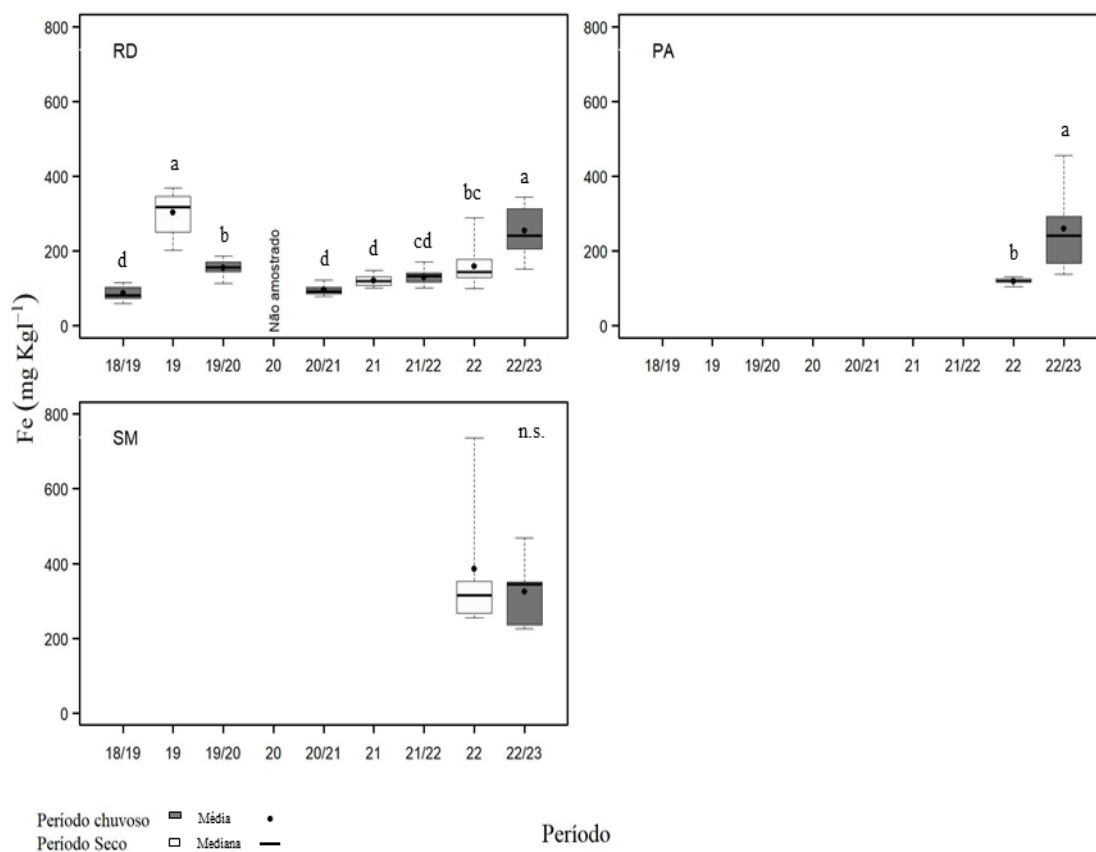 800
600
400
200
0
RD
d
a
b
Não amostrado
d
d
cd
bc
a
18/19 19 19/20 20 20/21 21 21/22 22 22/23
800
600
400
200
0
PA
b
a
18/19 19 19/20 20 20/21 21 21/22 22 22/23
Fe (mg Kgl⁻¹)
800
600
400
200
0
SM
n.s.
18/19 19 19/20 20 20/21 21 21/22 22 22/23
Período chuvoso Média
Período Seco Mediana
Período